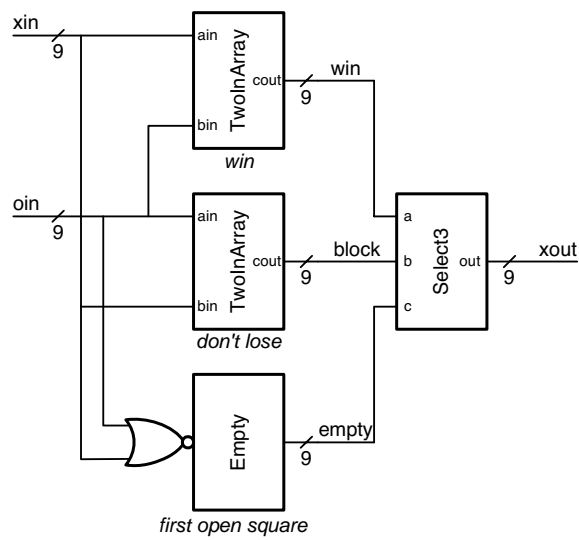 xin
9
ain
bin
cout
TwoInArray
win
9
win
oin
9
ain
bin
cout
TwoInArray
don't lose
block
9
a
b
c
Select3
out
xout
9
Empty
empty
9
first open square